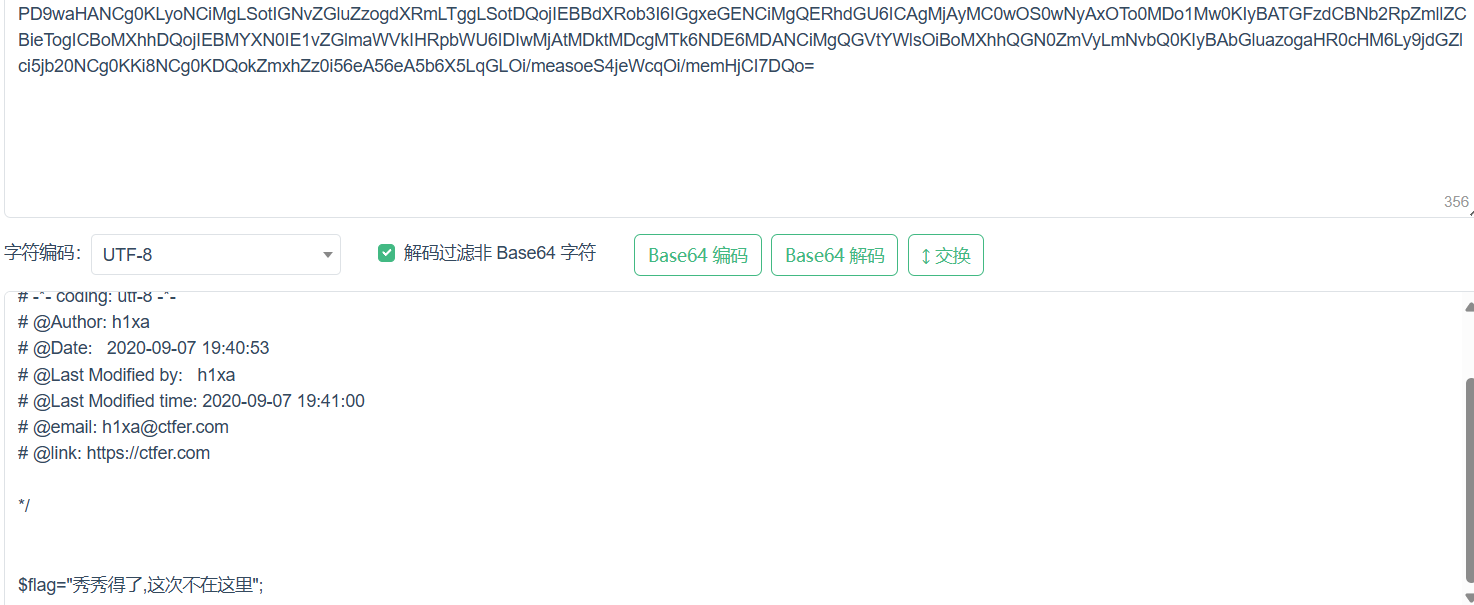 PD9waHANCg0KLyoNCiMgLSotIGNvZGluZzogdXRmLTggLSotDQojIEBBdXRob3I6IGgxeGENCiMgQERhdGU6ICAgMjAyMC0wOS0wNyAxOTo0MDo1Mw0KIyBATGFzdCBNb2RpZmllZC
BieTogICBoMXhhDQojIEBMYXN0IE1vZGlmaWVkIHRpbWU6IDIwMjAtMDktMDcgMTk6NDE6MDANCiMgQGVtYWlsOiBoMXhhQGN0ZmVyLmNvbQ0KIyBAbGluazogaHR0cHM6Ly9jdGZl
ci5jb20NCg0KKi8NCg0KDQokZmxhZz0i56eA56eA5b6X5LqGLOi/measoeS4jeWcqOi/memHjCI7DQo=
356
字符编码: UTF-8 解码过滤非 Base64 字符 Base64 编码 Base64 解码 ↕交换
# -*- coding: utf-8 -*-
# @Author: h1xa
# @Date:   2020-09-07 19:40:53
# @Last Modified by:   h1xa
# @Last Modified time: 2020-09-07 19:41:00
# @email: h1xa@ctfer.com
# @link: https://ctfer.com
*/
$flag="秀秀得了,这次不在这里";